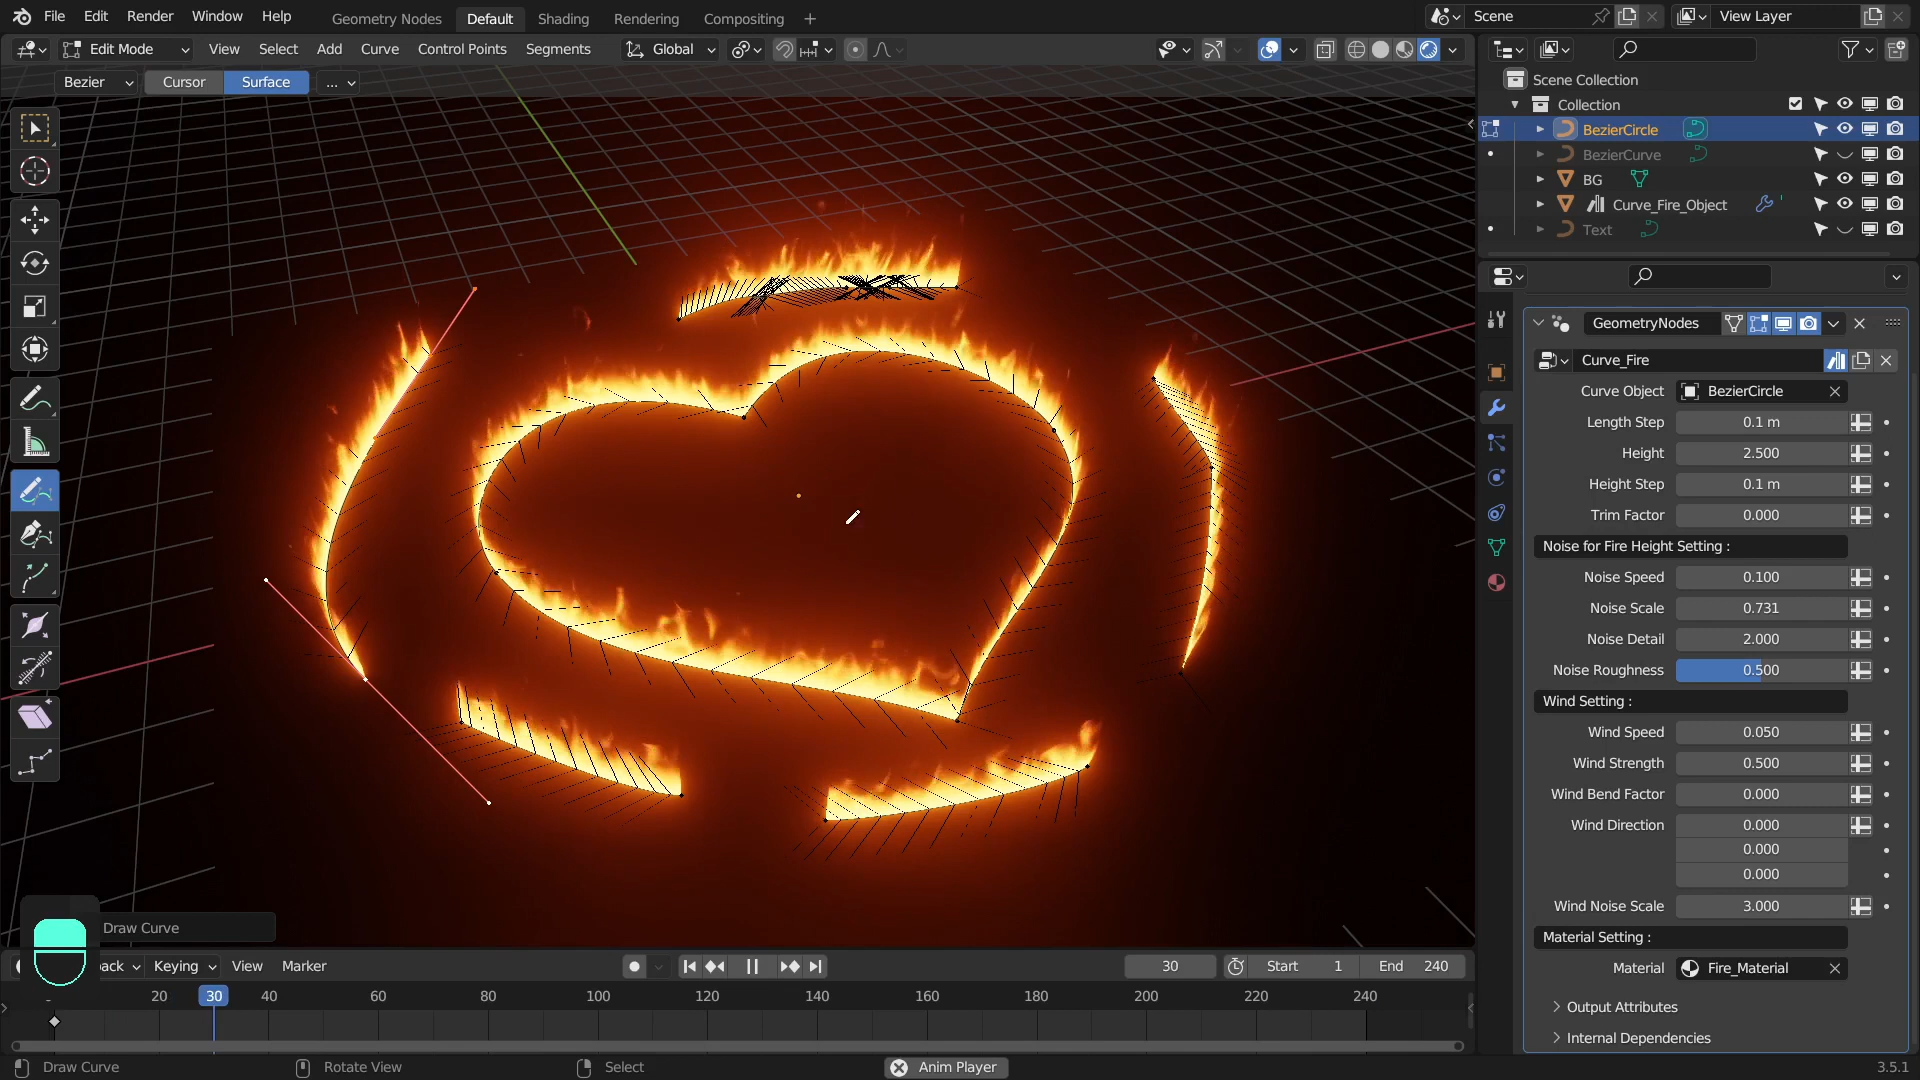 File Edit Render Window Help Geometry Nodes Default Shading Rendering Compositing + Scene View Layer
Edit Mode View Select Add Curve Control Points Segments Global
Bezier Cursor Surface ...
Scene Collection
Collection
BezierCircle
BezierCurve
BG
Curve_Fire_Object
Text
GeometryNodes
Curve_Fire
Curve Object BezierCircle
Length Step 0.1 m
Height 2.500
Height Step 0.1 m
Trim Factor 0.000
Noise for Fire Height Setting :
Noise Speed 0.100
Noise Scale 0.731
Noise Detail 2.000
Noise Roughness 0.500
Wind Setting :
Wind Speed 0.050
Wind Strength 0.500
Wind Bend Factor 0.000
Wind Direction 0.000
0.000
0.000
Wind Noise Scale 3.000
Material Setting :
Material Fire_Material
Output Attributes
Internal Dependencies
Draw Curve
back Keying View Marker 30 Start 1 End 240
20 30 40 60 80 100 120 140 160 180 200 220 240
Draw Curve Rotate View Select Anim Player 3.5.1